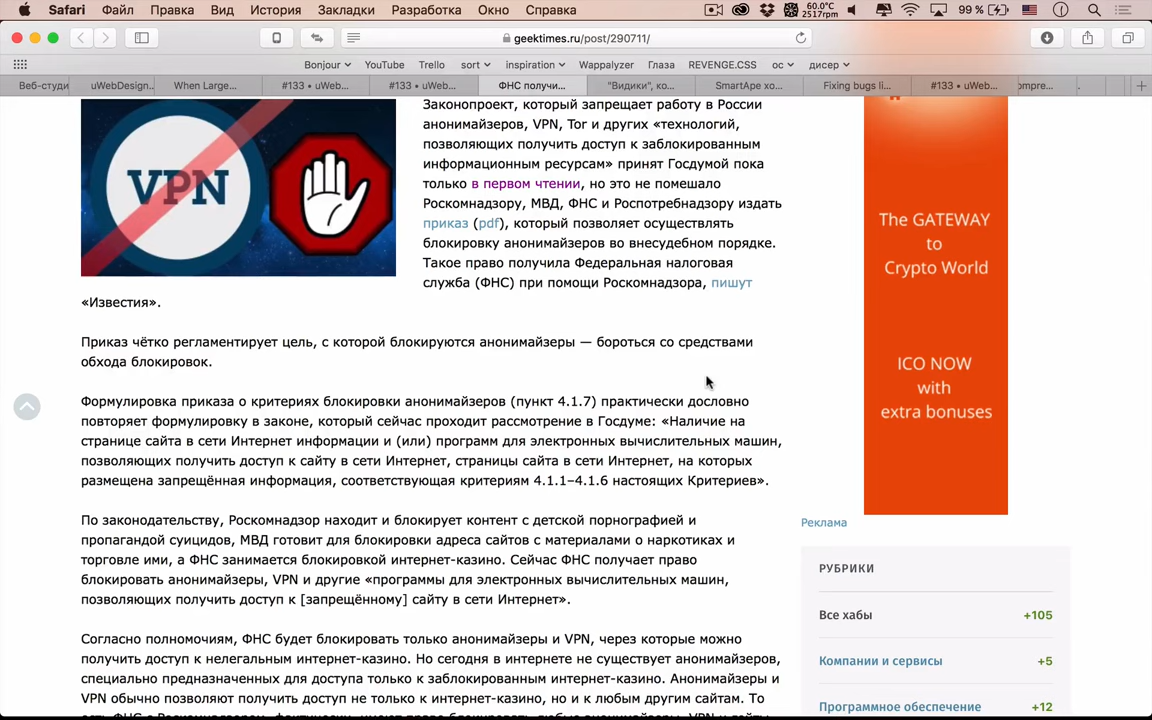 Safari Файл Правка Вид История Закладки Разработка Окно Справка 60.0°C 2517rpm 99 %
geektimes.ru/post/290711/
Bonjour YouTube Trello sort inspiration Wappalyzer Глаза REVENGE.CSS ос дисер
Веб-студи uWebDesign... When Large... #133 – uWeb... #133 – uWeb... ФНС получи... "Видики", ко... SmartApe хо... Fixing bugs li... #133 – uWeb... ompre...
VPN
Законопроект, который запрещает работу в России
анонимайзеров, VPN, Tor и других «технологий,
позволяющих получить доступ к заблокированным
информационным ресурсам» принят Госдумой пока
только в первом чтении, но это не помешало
Роскомнадзору, МВД, ФНС и Роспотребнадзору издать
приказ (pdf), который позволяет осуществлять
блокировку анонимайзеров во внесудебном порядке.
Такое право получила Федеральная налоговая
служба (ФНС) при помощи Роскомнадзора, пишут
«Известия».
Приказ чётко регламентирует цель, с которой блокируются анонимайзеры — бороться со средствами
обхода блокировок.
Формулировка приказа о критериях блокировки анонимайзеров (пункт 4.1.7) практически дословно
повторяет формулировку в законе, который сейчас проходит рассмотрение в Госдуме: «Наличие на
странице сайта в сети Интернет информации и (или) программ для электронных вычислительных машин,
позволяющих получить доступ к сайту в сети Интернет, страницы сайта в сети Интернет, на которых
размещена запрещённая информация, соответствующая критериям 4.1.1–4.1.6 настоящих Критериев».
По законодательству, Роскомнадзор находит и блокирует контент с детской порнографией и
пропагандой суицидов, МВД готовит для блокировки адреса сайтов с материалами о наркотиках и
торговле ими, а ФНС занимается блокировкой интернет-казино. Сейчас ФНС получает право
блокировать анонимайзеры, VPN и другие «программы для электронных вычислительных машин,
позволяющих получить доступ к [запрещённому] сайту в сети Интернет».
Согласно полномочиям, ФНС будет блокировать только анонимайзеры и VPN, через которые можно
получить доступ к нелегальным интернет-казино. Но сегодня в интернете не существует анонимайзеров,
специально предназначенных для доступа только к заблокированным интернет-казино. Анонимайзеры и
VPN обычно позволяют получить доступ не только к интернет-казино, но и к любым другим сайтам. То
The GATEWAY
to
Crypto World
ICO NOW
with
extra bonuses
Реклама
РУБРИКИ
Все хабы +105
Компании и сервисы +5
Программное обеспечение +12